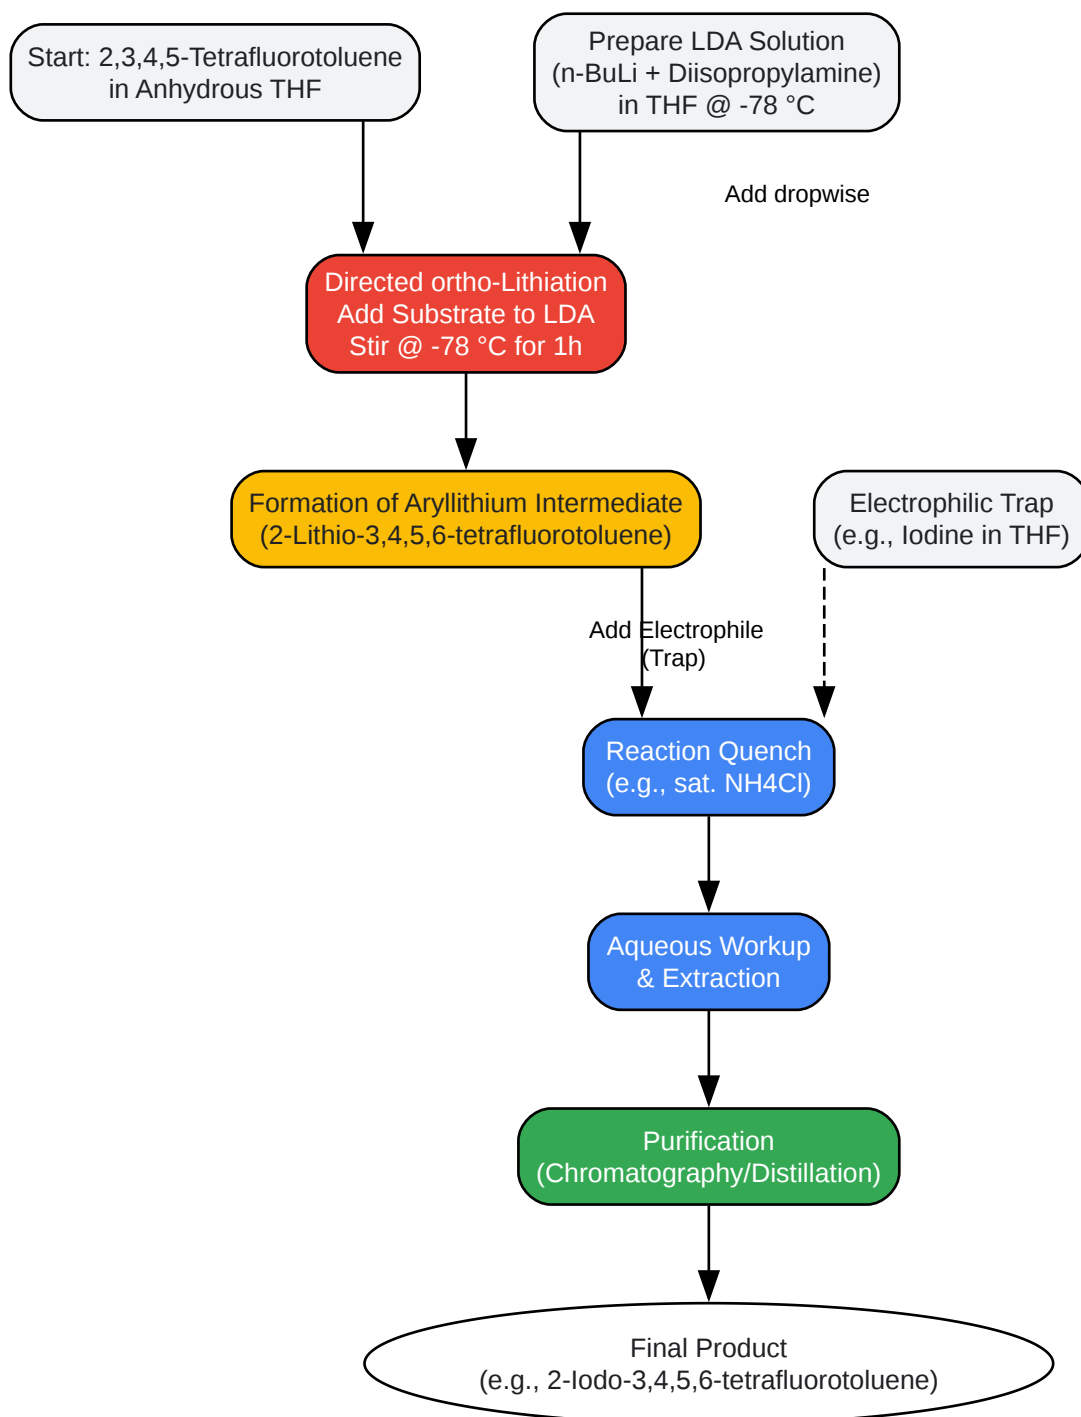 Start: 2,3,4,5-Tetrafluorotoluene
in Anhydrous THF
Prepare LDA Solution
(n-BuLi + Diisopropylamine)
in THF @ -78 °C
Add dropwise
Directed ortho-Lithiation
Add Substrate to LDA
Stir @ -78 °C for 1h
Formation of Aryllithium Intermediate
(2-Lithio-3,4,5,6-tetrafluorotoluene)
Electrophilic Trap
(e.g., Iodine in THF)
Add Electrophile
(Trap)
Reaction Quench
(e.g., sat. NH4Cl)
Aqueous Workup
& Extraction
Purification
(Chromatography/Distillation)
Final Product
(e.g., 2-Iodo-3,4,5,6-tetrafluorotoluene)